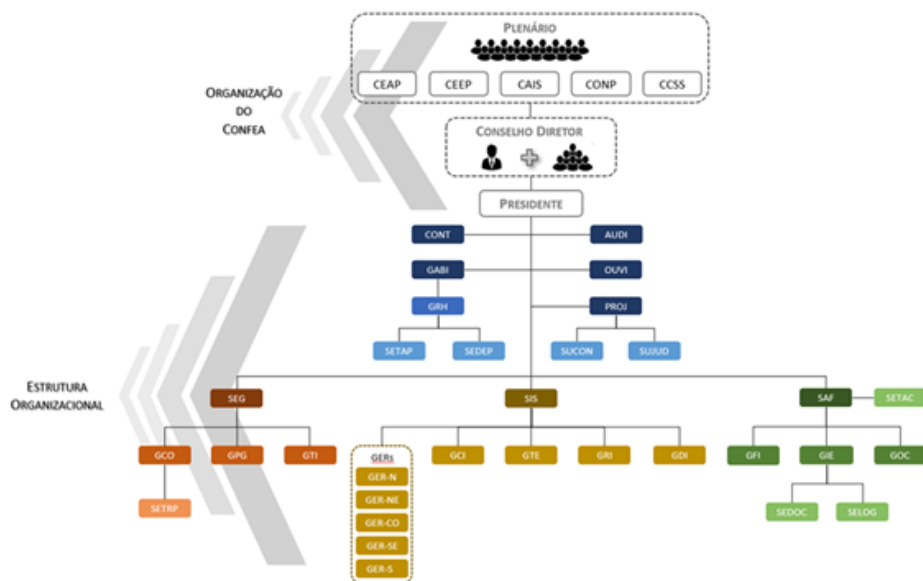 PLENÁRIO
CEAP CEEP CAIS CONP CCSS
ORGANIZAÇÃO
DO
CONFEA
CONSELHO DIRETOR
PRESIDENTE
CONT AUDI
GABI OUVI
GRH PROJ
SETAP SEDEP SUCON SUJUD
ESTRUTURA
ORGANIZACIONAL
SEG SIS SAF SETAC
GCO GPG GTI GERs GCI GTE GRI GDI GFI GIE GOC
GER-N
GER-NE
GER-CO
GER-SE
GER-S
SETRP
SEDOC SELOG